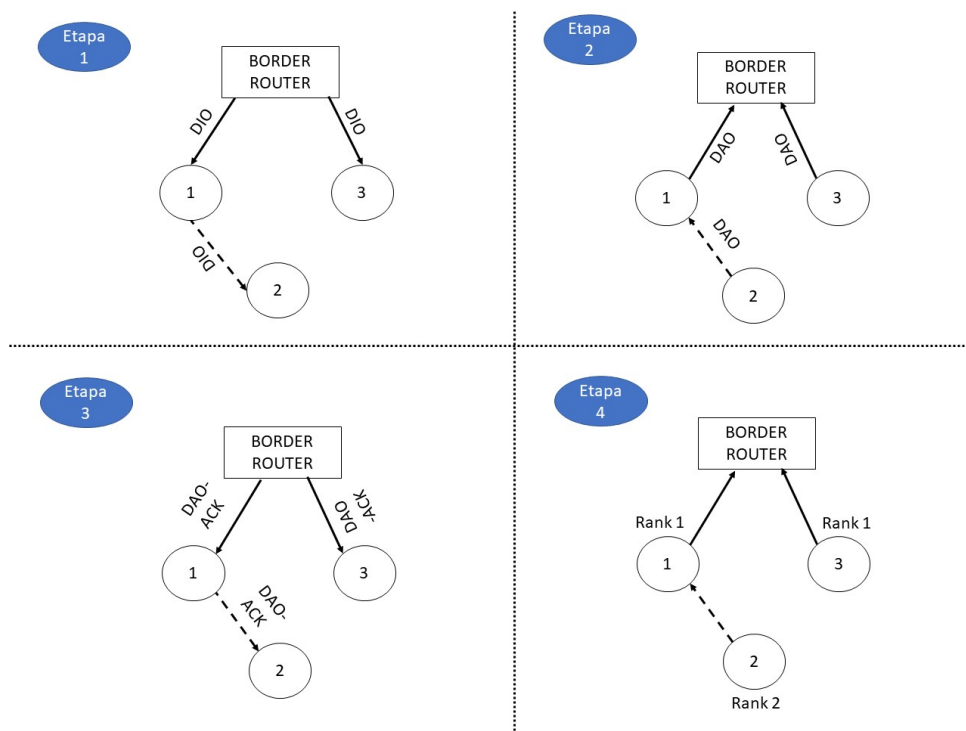 Etapa
1
BORDER
ROUTER
DIO
DIO
1
3
DIO
2
Etapa
2
BORDER
ROUTER
DAO
DAO
1
3
DAO
2
Etapa
3
BORDER
ROUTER
DAO-
ACK
DAO
-ACK
1
3
DAO-
ACK
2
Etapa
4
BORDER
ROUTER
Rank 1
Rank 1
1
3
2
Rank 2